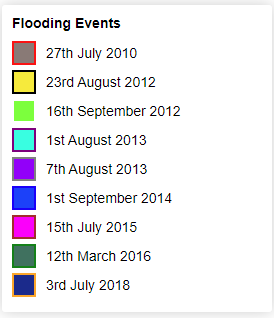 Flooding Events
27th July 2010
23rd August 2012
16th September 2012
1st August 2013
7th August 2013
1st September 2014
15th July 2015
12th March 2016
3rd July 2018